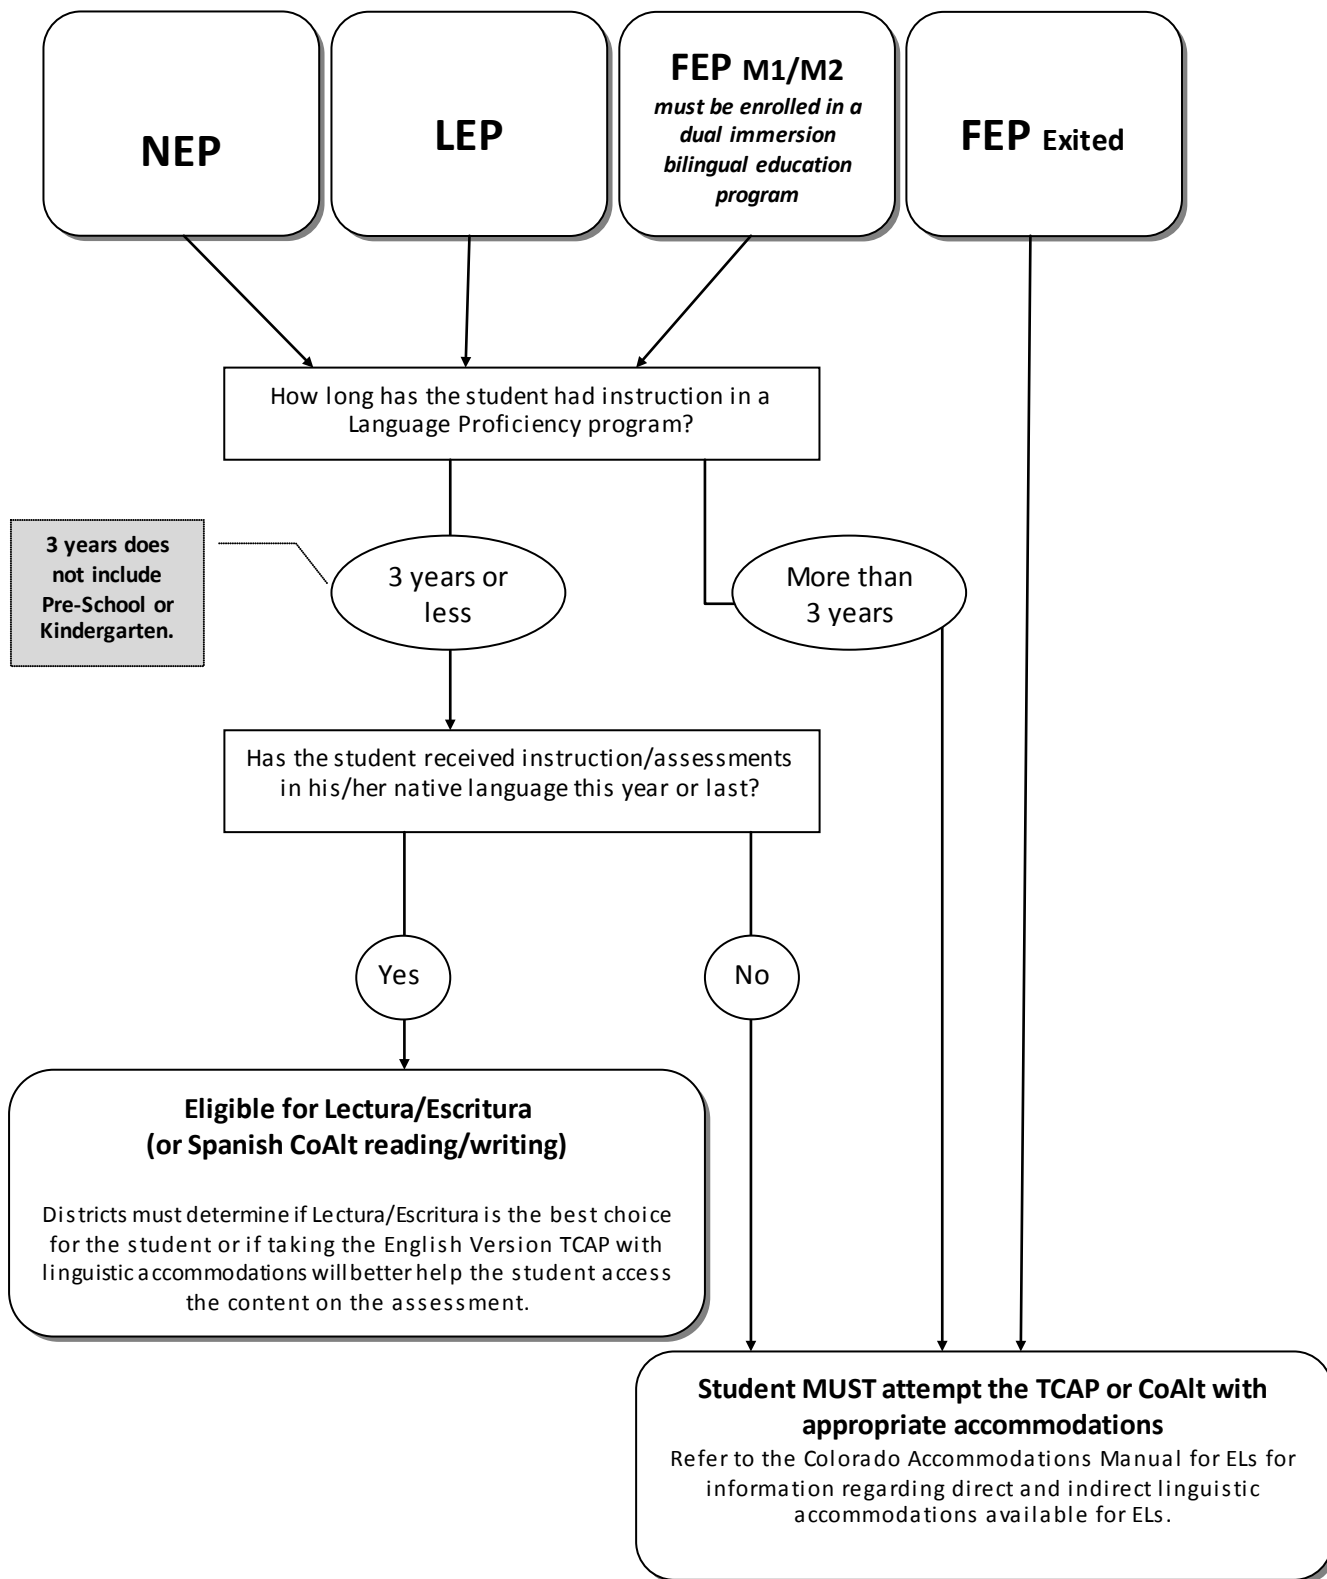 NEP
LEP
FEP M1/M2
must be enrolled in a
dual immersion
bilingual education
program
FEP Exited
How long has the student had instruction in a
Language Proficiency program?
3 years does
not include
Pre-School or
Kindergarten.
3 years or
less
More than
3 years
Has the student received instruction/assessments
in his/her native language this year or last?
Yes
No
Eligible for Lectura/Escritura
(or Spanish CoAlt reading/writing)
Districts must determine if Lectura/Escritura is the best choice
for the student or if taking the English Version TCAP with
linguistic accommodations will better help the student access
the content on the assessment.
Student MUST attempt the TCAP or CoAlt with
appropriate accommodations
Refer to the Colorado Accommodations Manual for ELs for
information regarding direct and indirect linguistic
accommodations available for ELs.